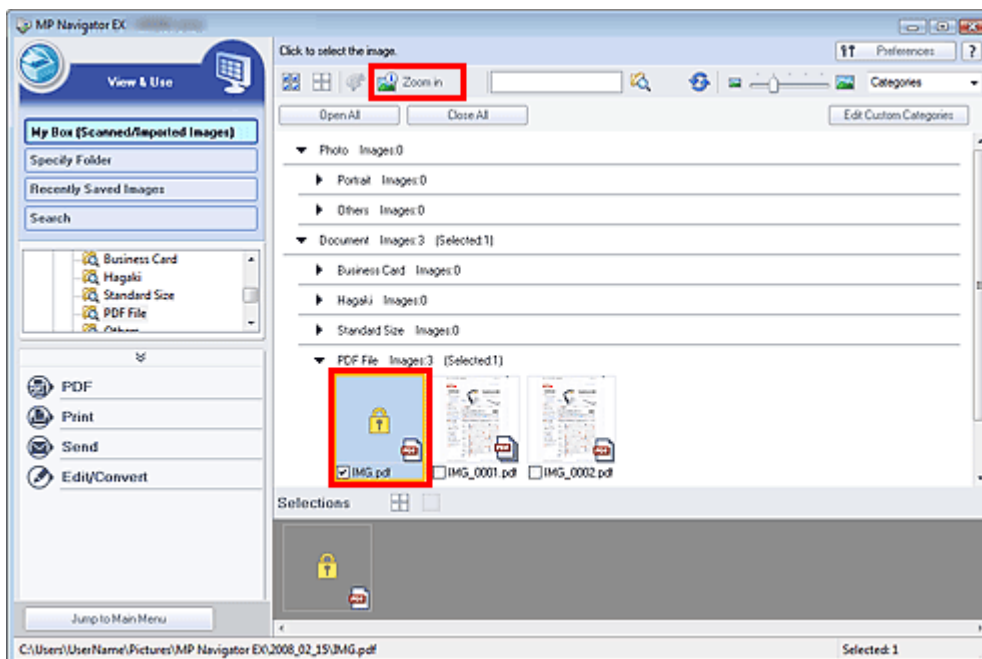 MP Navigator EX
View & Use
My Box (Scanned/Imported Images)
Specify Folder
Recently Saved Images
Search
Business Card
Hagaki
Standard Size
PDF File
Others
PDF
Print
Send
Edit/Convert
Jump to Main Menu
Click to select the image.
Preferences ?
Zoom in
Categories
Open All Close All Edit Custom Categories
Photo Images:0
Portrait Images:0
Others Images:0
Document Images:3 (Selected:1)
Business Card Images:0
Hagaki Images:0
Standard Size Images:0
PDF File Images:3 (Selected:1)
IMG.pdf IMG_0001.pdf IMG_0002.pdf
Selections
C:\Users\UserName\Pictures\MP Navigator EX\2008_02_15\IMG.pdf Selected: 1